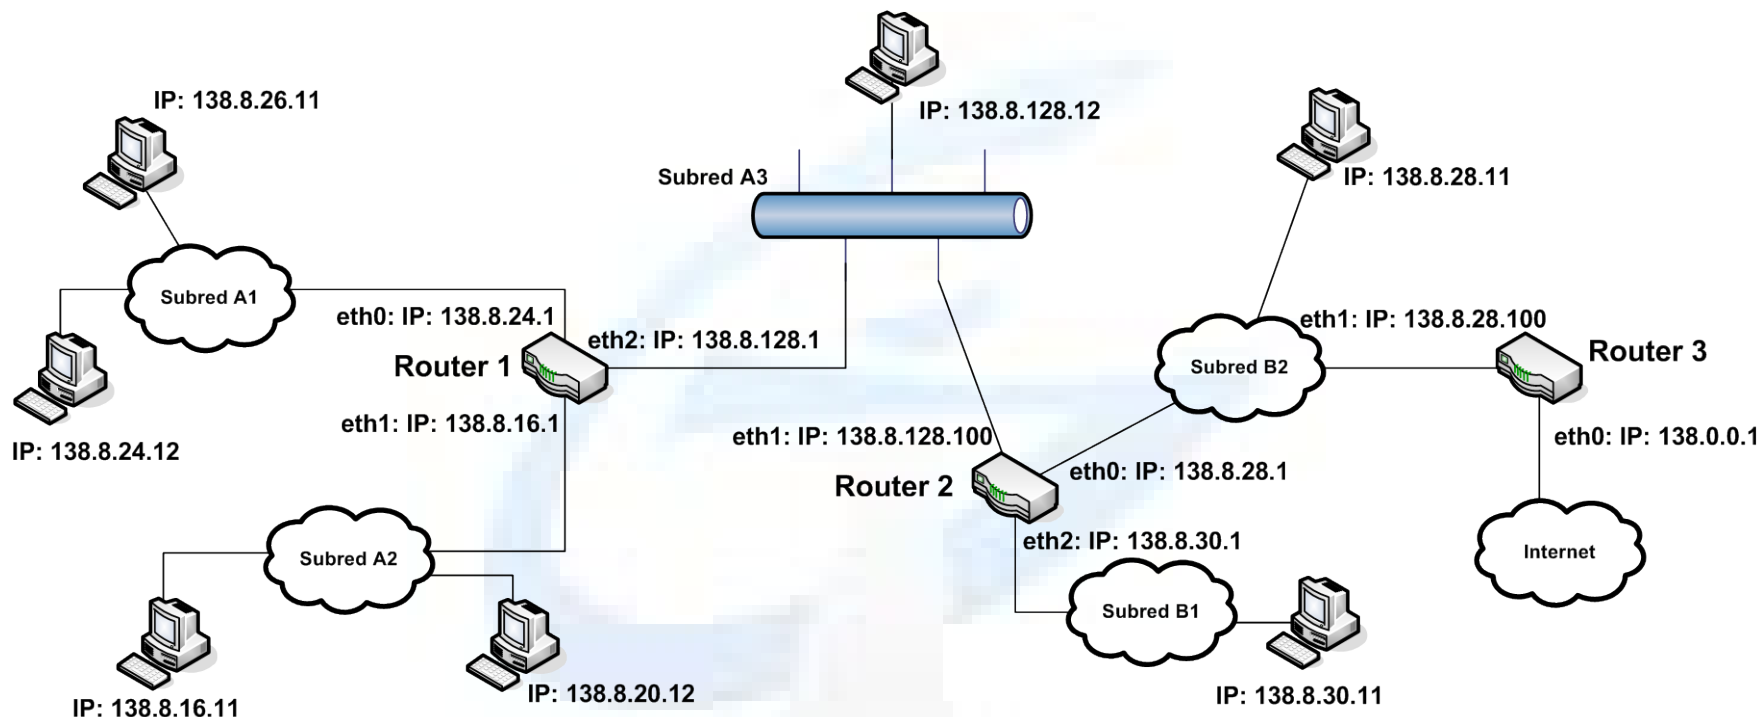 IP: 138.8.26.11
IP: 138.8.128.12
Subred A3
IP: 138.8.28.11
Subred A1
eth0: IP: 138.8.24.1
eth2: IP: 138.8.128.1
eth1: IP: 138.8.28.100
Router 1
Subred B2
Router 3
eth1: IP: 138.8.16.1
IP: 138.8.24.12
eth1: IP: 138.8.128.100
eth0: IP: 138.0.0.1
Router 2
eth0: IP: 138.8.28.1
eth2: IP: 138.8.30.1
Subred A2
Internet
Subred B1
IP: 138.8.16.11
IP: 138.8.20.12
IP: 138.8.30.11